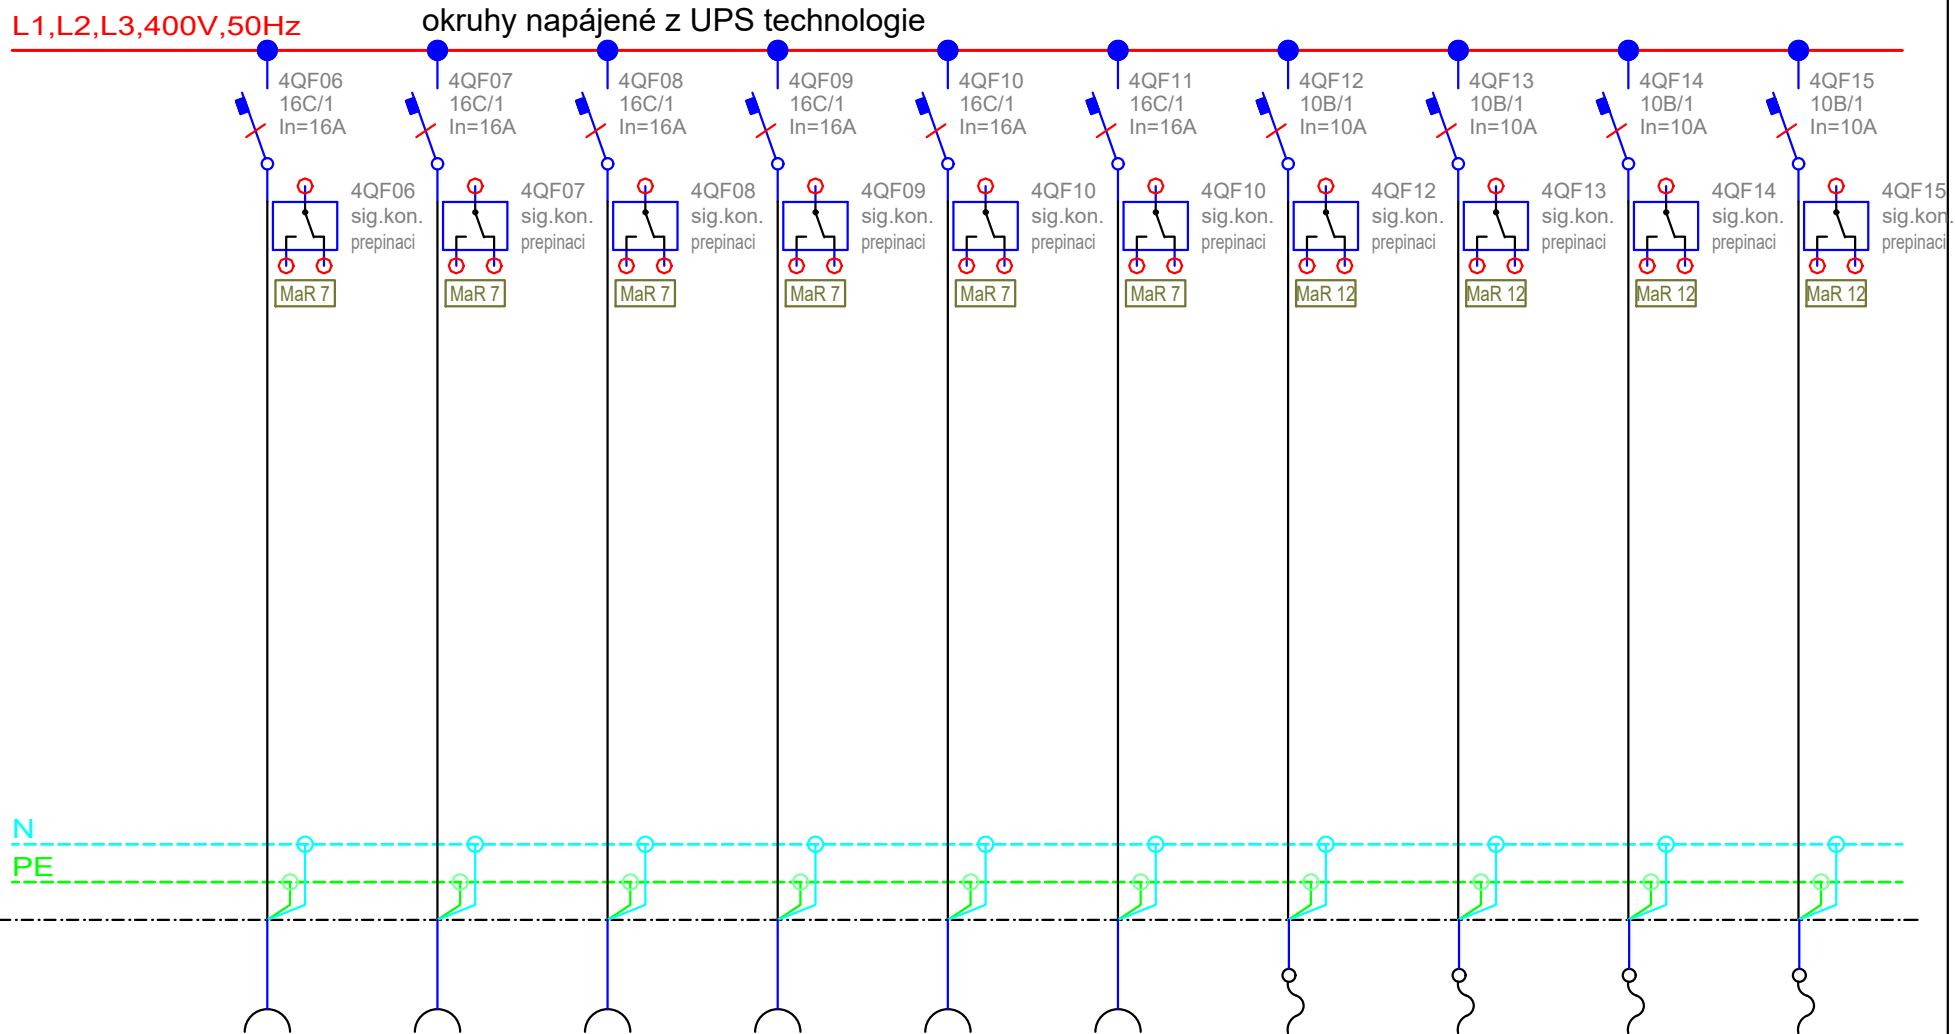 L1,L2,L3,400V,50Hz
okruhy napájené z UPS technologie
4QF06
16C/1
In=16A
4QF07
16C/1
In=16A
4QF08
16C/1
In=16A
4QF09
16C/1
In=16A
4QF10
16C/1
In=16A
4QF11
16C/1
In=16A
4QF12
10B/1
In=10A
4QF13
10B/1
In=10A
4QF14
10B/1
In=10A
4QF15
10B/1
In=10A
4QF06
sig.kon.
prepinaci
MaR 7
4QF07
sig.kon.
prepinaci
MaR 7
4QF08
sig.kon.
prepinaci
MaR 7
4QF09
sig.kon.
prepinaci
MaR 7
4QF10
sig.kon.
prepinaci
MaR 7
4QF10
sig.kon.
prepinaci
MaR 7
4QF12
sig.kon.
prepinaci
MaR 12
4QF13
sig.kon.
prepinaci
MaR 12
4QF14
sig.kon.
prepinaci
MaR 12
4QF15
sig.kon.
prepinaci
MaR 12
N
PE